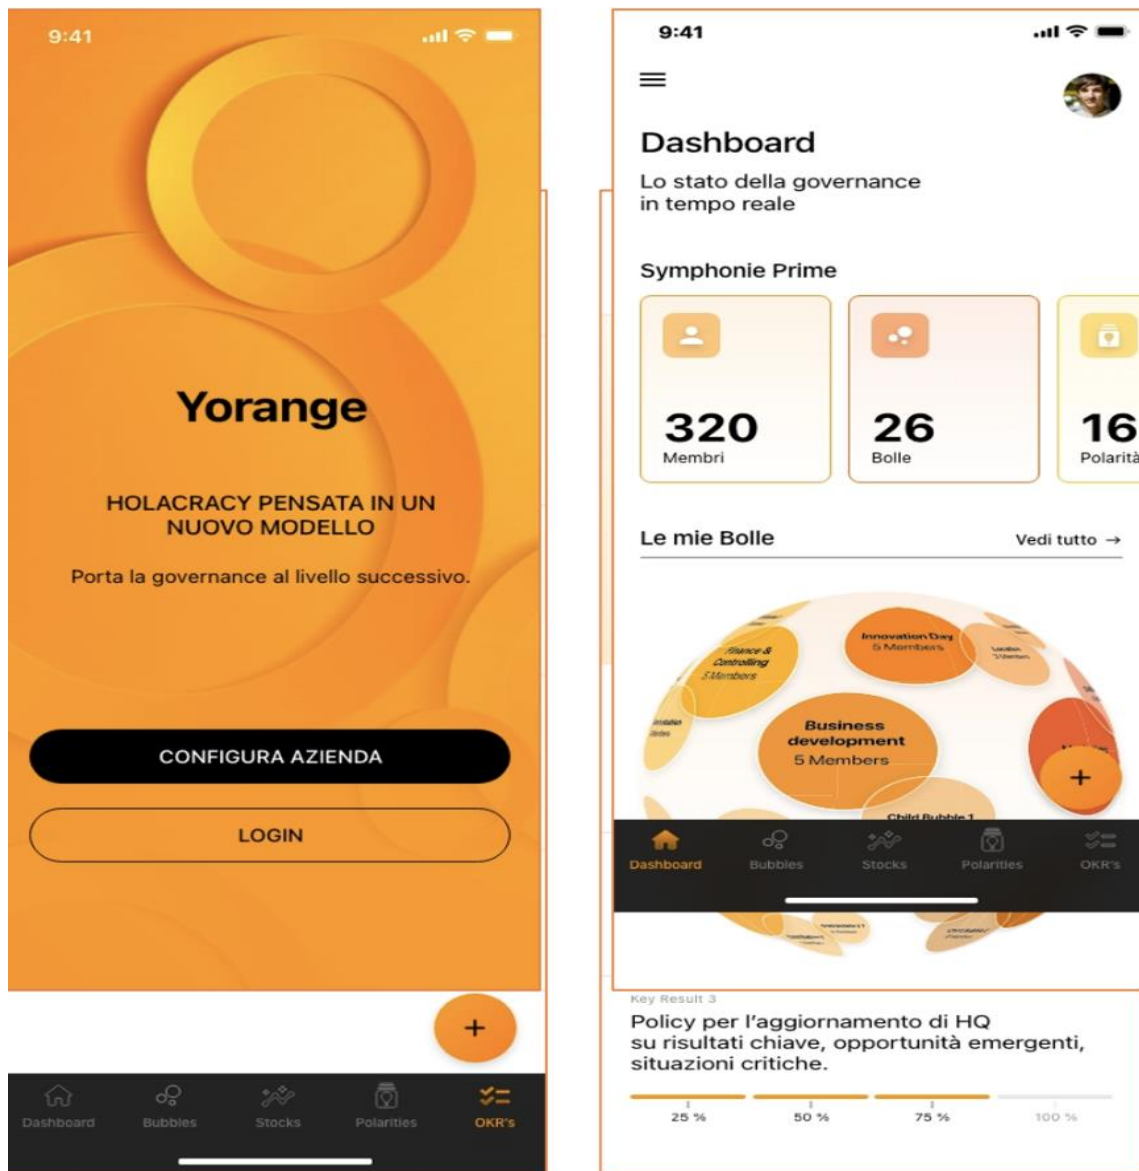 9:41
Yorange
HOLACRACY PENSATA IN UN
NUOVO MODELLO
Porta la governance al livello successivo.
CONFIGURA AZIENDA
LOGIN
+
Dashboard
Bubbles
Stocks
Polarities
OKR's
9:41
Dashboard
Lo stato della governance
in tempo reale
Symphonie Prime
320
Membri
26
Bolle
16
Polarità
Le mie Bolle
Vedi tutto →
Innovation Day
5 Members
Finance &
Controlling
5 Members
Location
3 Members
Business
development
5 Members
Child Bubble 1
+
Dashboard
Bubbles
Stocks
Polarities
OKR's
Key Result 3
Policy per l'aggiornamento di HQ
su risultati chiave, opportunità emergenti,
situazioni critiche.
25 %
50 %
75 %
100 %